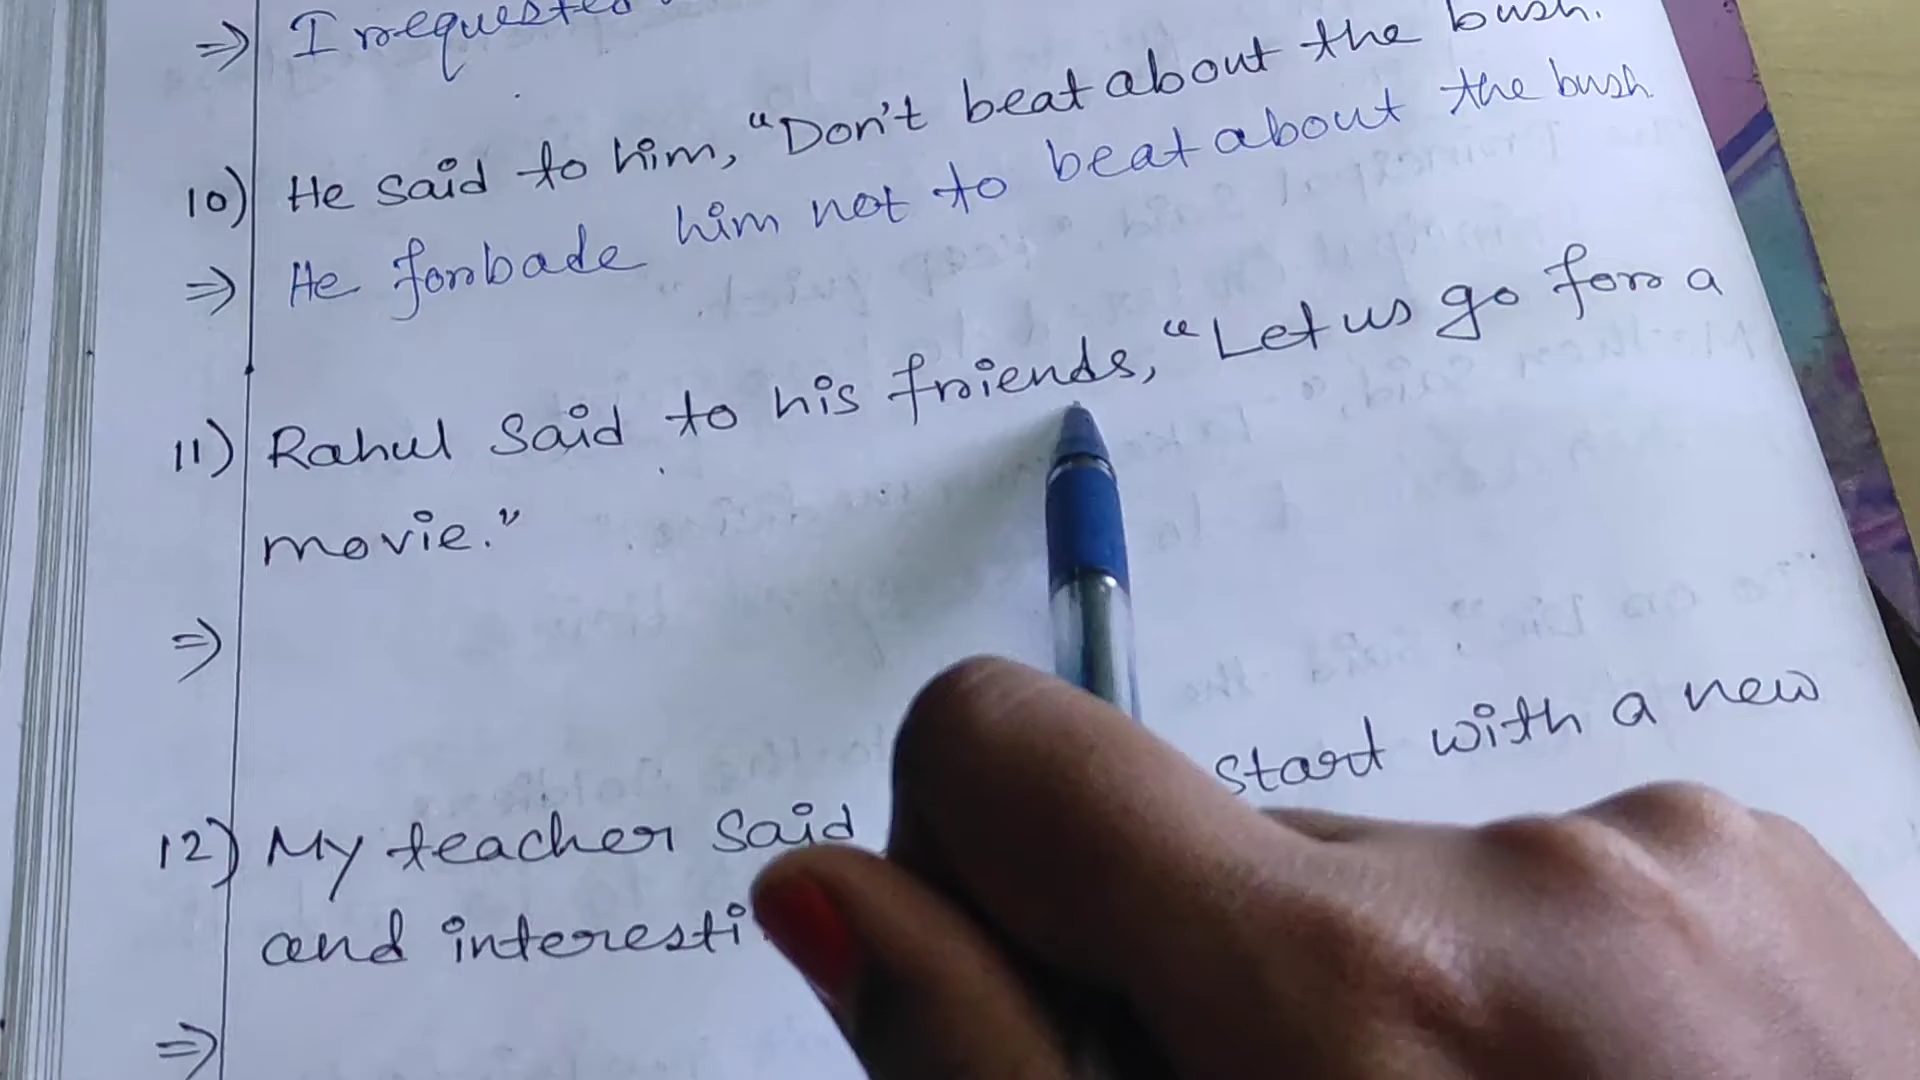 ⇒ I requested
10) He said to him, "Don't beat about the bush.
⇒ He forbade him not to beat about the bush.
11) Rahul said to his friends, "Let us go for a
movie."
⇒
12) My teacher said start with a new
and interesti
⇒